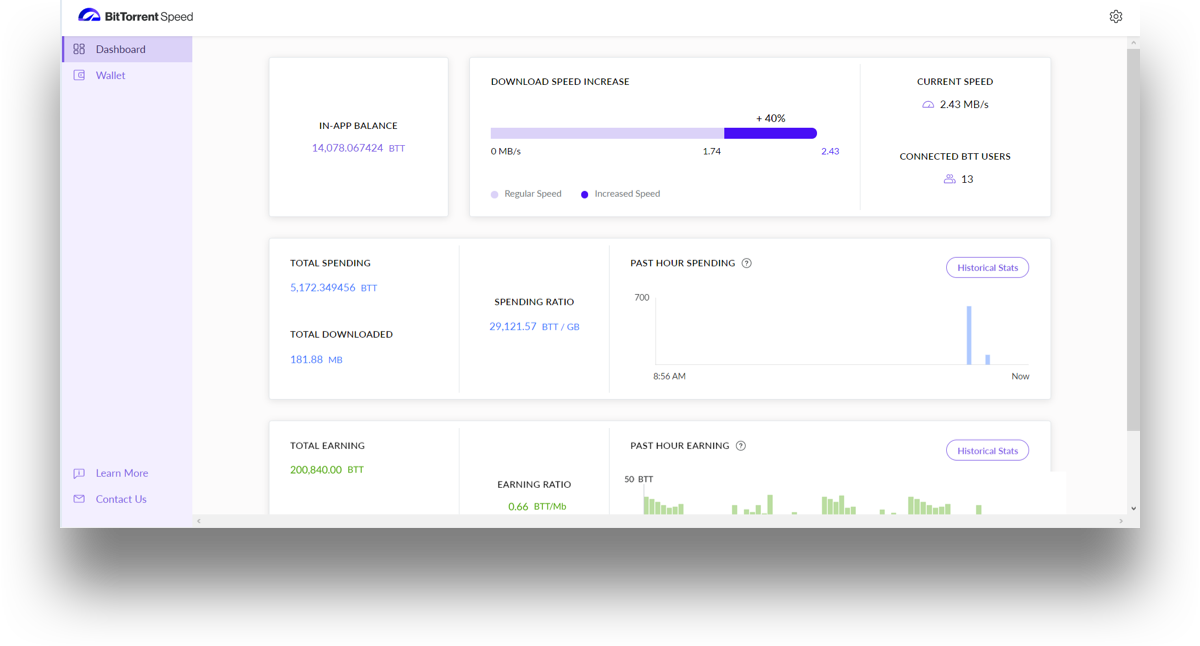 BitTorrent Speed
Dashboard
Wallet
Learn More
Contact Us
IN-APP BALANCE
14,078.067424 BTT
DOWNLOAD SPEED INCREASE
+ 40%
0 MB/s 1.74 2.43
Regular Speed Increased Speed
CURRENT SPEED
2.43 MB/s
CONNECTED BTT USERS
13
TOTAL SPENDING
5,172.349456 BTT
TOTAL DOWNLOADED
181.88 MB
SPENDING RATIO
29,121.57 BTT / GB
PAST HOUR SPENDING ?
Historical Stats
700
8:56 AM Now
TOTAL EARNING
200,840.00 BTT
EARNING RATIO
0.66 BTT/Mb
PAST HOUR EARNING ?
Historical Stats
50 BTT